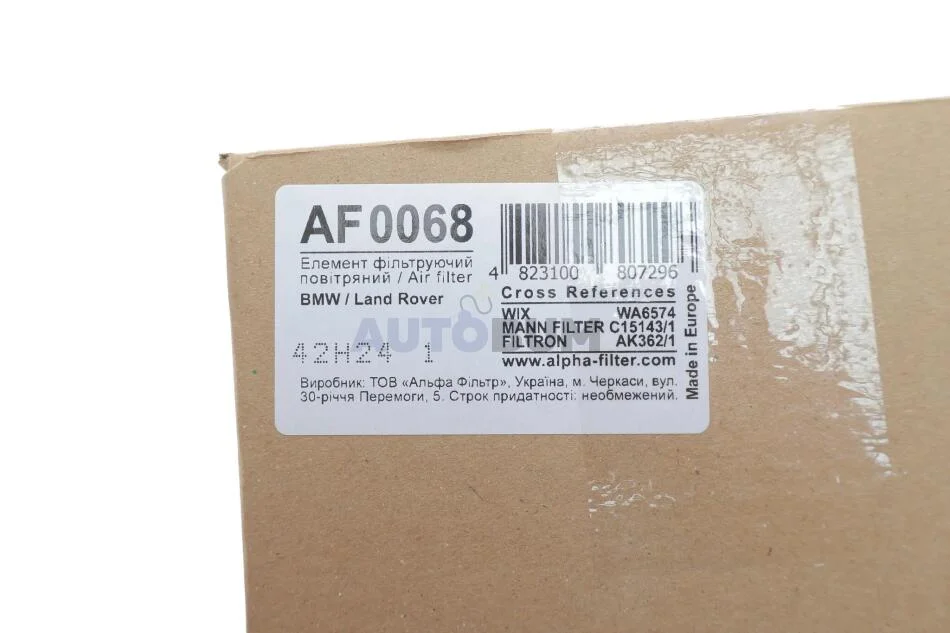 AF 0068
Елемент фільтруючий
повітряний / Air filter
BMW / Land Rover
42H24 1
4 823100 807296
Cross References
WIX WA6574
MANN FILTER C15143/1
FILTRON AK362/1
www.alpha-filter.com
Made in Europe
Виробник: ТОВ «Альфа Фільтр», Україна, м. Черкаси, вул.
30-річчя Перемоги, 5. Строк придатності: необмежений.